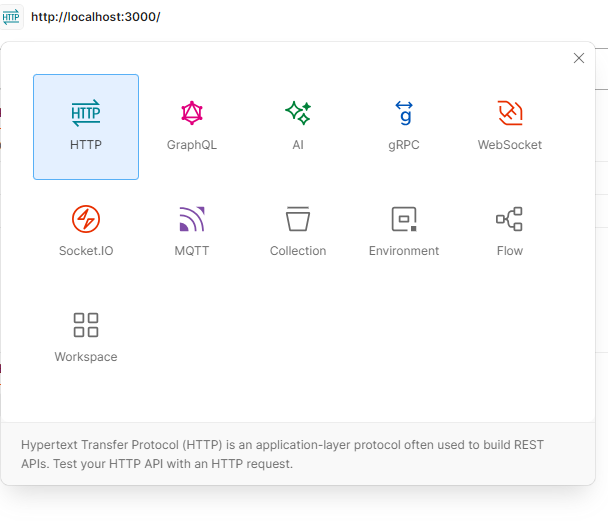 HTTP http://localhost:3000/
HTTP
HTTP
GraphQL
AI
g
gRPC
WebSocket
Socket.IO
MQTT
Collection
Environment
Flow
Workspace
Hypertext Transfer Protocol (HTTP) is an application-layer protocol often used to build REST
APIs. Test your HTTP API with an HTTP request.